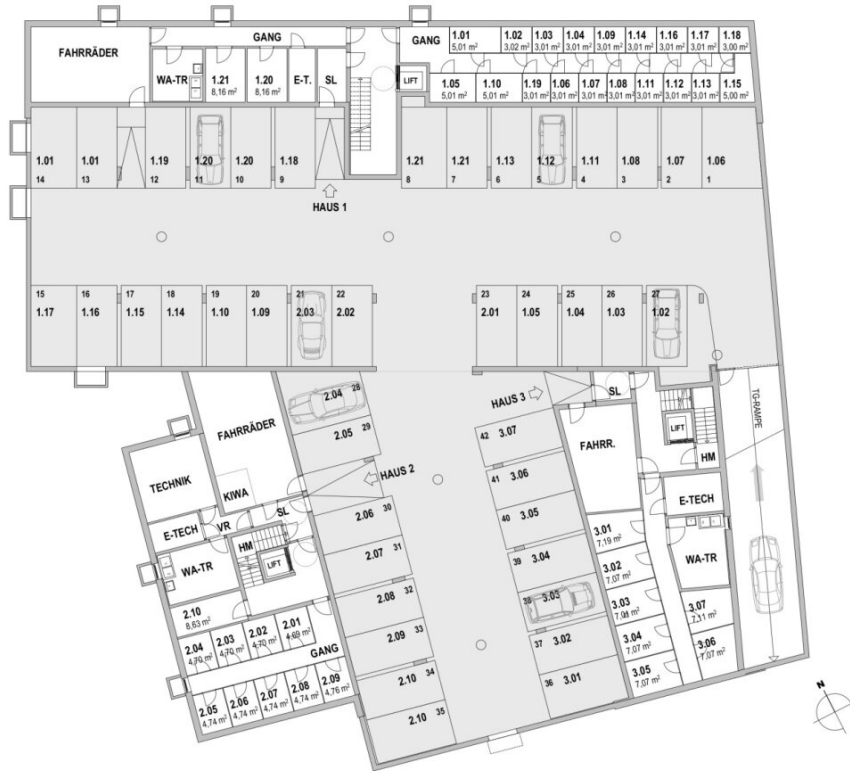 FAHRRÄDER
GANG
WA-TR
1.21
8,16 m²
1.20
8,16 m²
E-T.
SL
GANG
LIFT
1.01
5,01 m²
1.02
3,02 m²
1.03
3,01 m²
1.04
3,01 m²
1.09
3,01 m²
1.14
3,01 m²
1.16
3,01 m²
1.17
3,01 m²
1.18
3,00 m²
1.05
5,01 m²
1.10
5,01 m²
1.19
3,01 m²
1.06
3,01 m²
1.07
3,01 m²
1.08
3,01 m²
1.11
3,01 m²
1.12
3,01 m²
1.13
3,01 m²
1.15
5,00 m²
1.01
14
1.01
13
1.19
12
1.20
11
1.20
10
1.18
9
HAUS 1
1.21
8
1.21
7
1.13
6
1.12
5
1.11
4
1.08
3
1.07
2
1.06
1
15
1.17
16
1.16
17
1.15
18
1.14
19
1.10
20
1.09
21
2.03
22
2.02
23
2.01
24
1.05
25
1.04
26
1.03
27
1.02
FAHRRÄDER
KIWA
TECHNIK
E-TECH
VR
SL
HM
LIFT
WA-TR
2.10
8,63 m²
2.04
4,70 m²
2.03
4,70 m²
2.02
4,70 m²
2.01
4,69 m²
GANG
2.05
4,74 m²
2.06
4,74 m²
2.07
4,74 m²
2.08
4,74 m²
2.09
4,76 m²
2.04 28
2.05 29
HAUS 2
2.06 30
2.07 31
2.08 32
2.09 33
2.10 34
2.10 35
HAUS 3
SL
42 3.07
41 3.06
40 3.05
39 3.04
38 3.03
37 3.02
36 3.01
FAHRR.
LIFT
HM
E-TECH
WA-TR
3.01
7,19 m²
3.02
7,07 m²
3.03
7,04 m²
3.04
7,07 m²
3.05
7,07 m²
3.07
7,11 m²
3.06
7,07 m²
TG-RAMPE
N